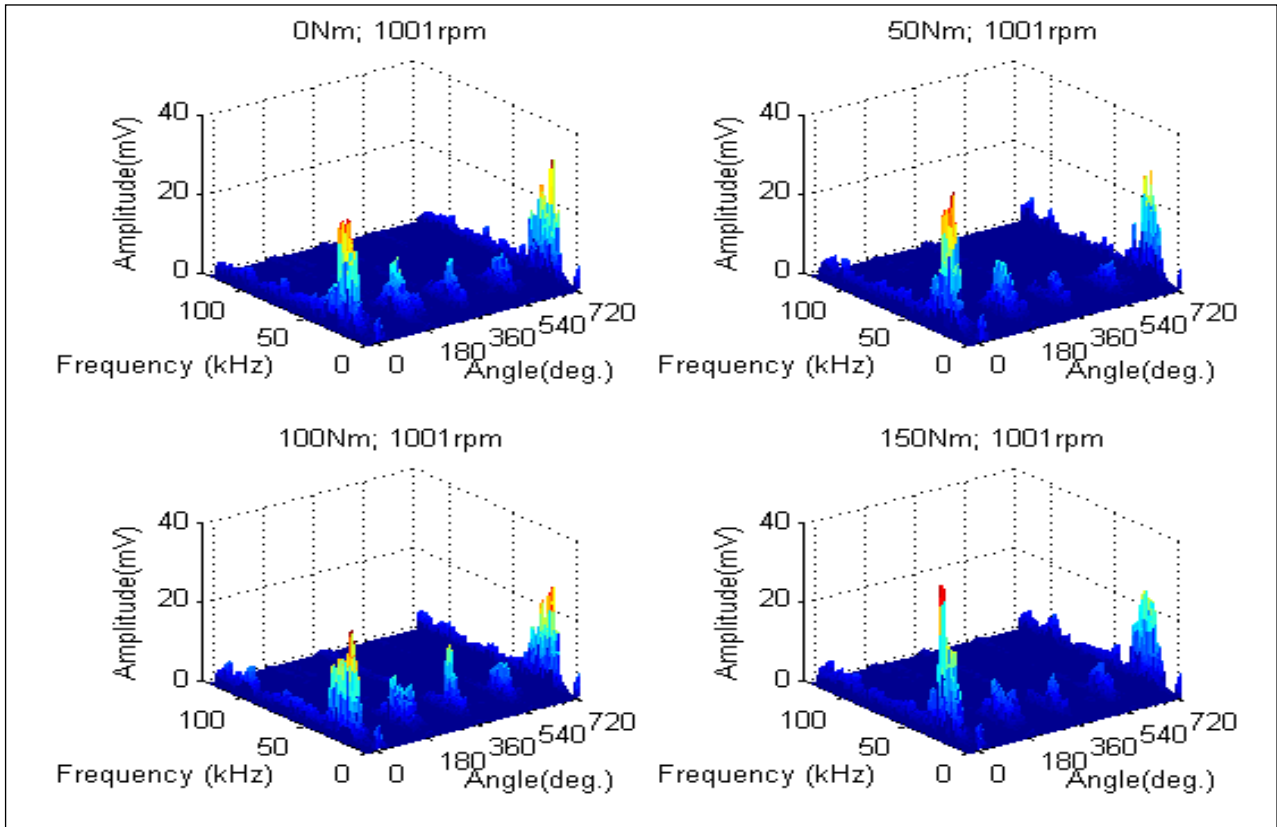 0Nm; 1001rpm
40
20
0
Amplitude(mV)
100
50
0
Frequency (kHz)
0
180
360
540
720
Angle(deg.)
50Nm; 1001rpm
40
20
0
Amplitude(mV)
100
50
0
Frequency (kHz)
0
180
360
540
720
Angle(deg.)
100Nm; 1001rpm
40
20
0
Amplitude(mV)
100
50
0
Frequency (kHz)
0
180
360
540
720
Angle(deg.)
150Nm; 1001rpm
40
20
0
Amplitude(mV)
100
50
0
Frequency (kHz)
0
180
360
540
720
Angle(deg.)